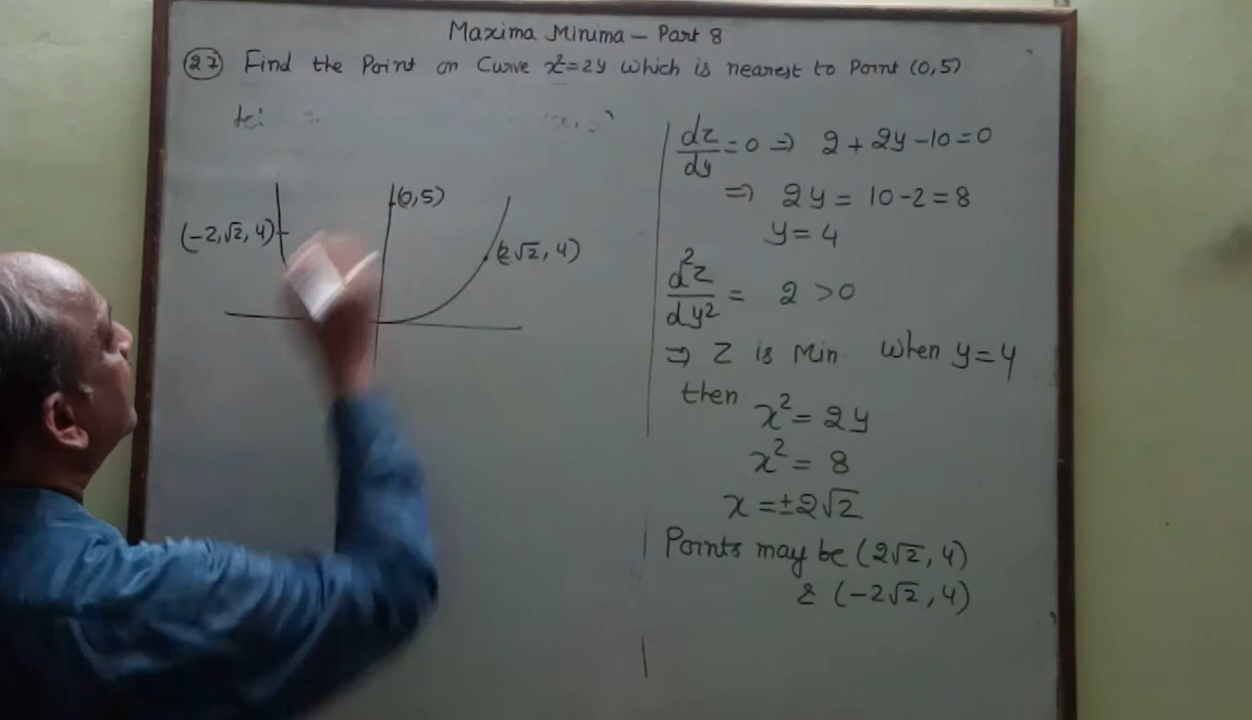 Maxima Minima - Part 8
27 Find the Point on Curve x²=2y which is nearest to Point (0,5)
(0,5)
(-2,√2, 4)
(2√2, 4)
dz/dy = 0 ⇒ 2 + 2y - 10 = 0
⇒ 2y = 10 - 2 = 8
y = 4
d²z/dy² = 2 > 0
⇒ Z is Min When y = 4
then
x² = 2y
x² = 8
x = ±2√2
Points may be (2√2, 4)
& (-2√2, 4)